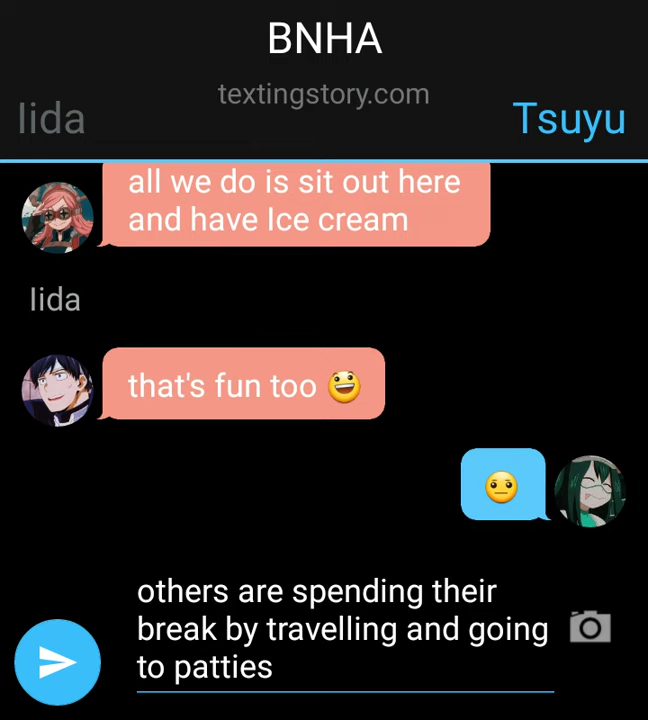 BNHA
textingstory.com
Iida
Tsuyu
all we do is sit out here
and have Ice cream
Iida
that's fun too 😃
😐
others are spending their
break by travelling and going
to patties